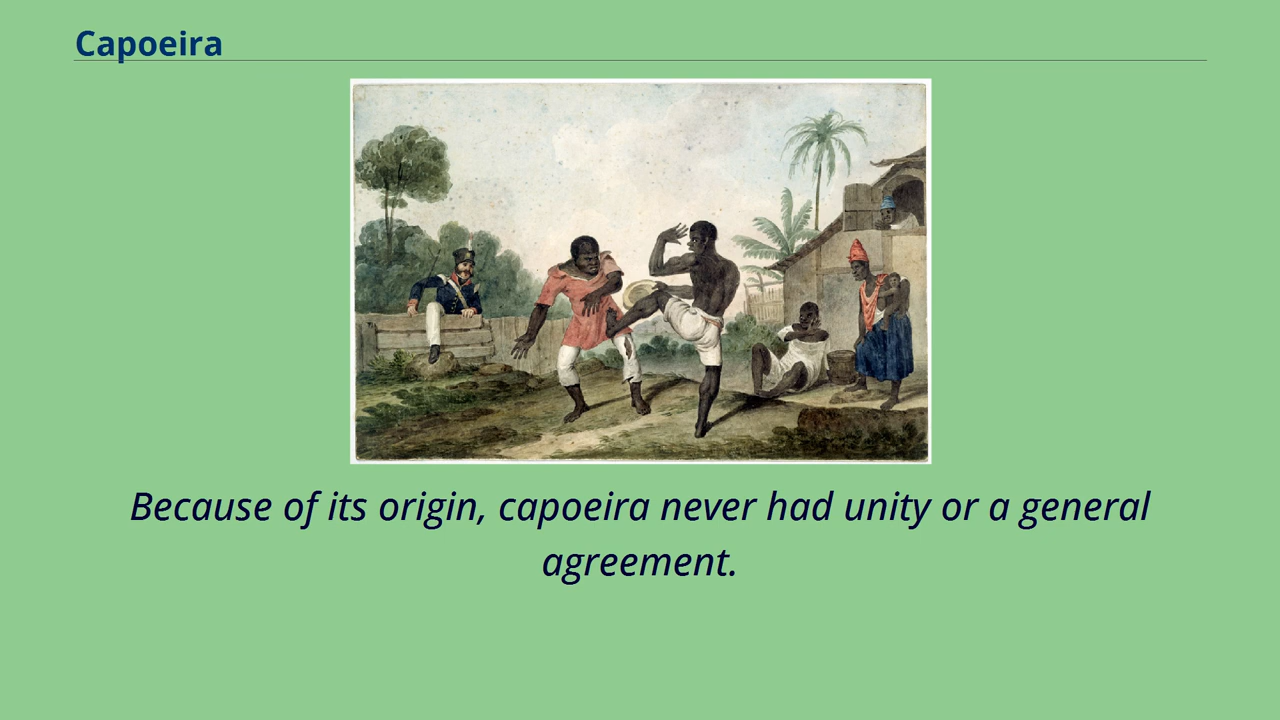 Capoeira
Because of its origin, capoeira never had unity or a general
agreement.